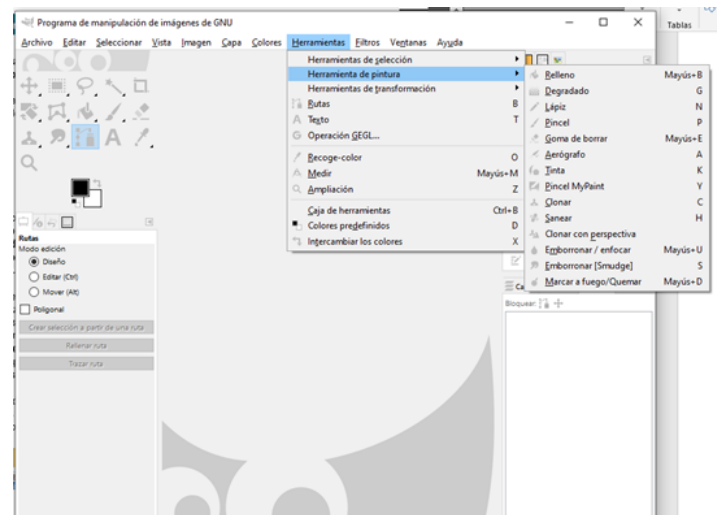 Programa de manipulación de imágenes de GNU
Tablas
Archivo Editar Seleccionar Vista Imagen Capa Colores Herramientas Filtros Ventanas Ayuda
Herramientas de selección
Herramienta de pintura
Herramientas de transformación
Rutas B
Texto T
Operación GEGL...
Recoge-color O
Medir Mayús+M
Ampliación Z
Caja de herramientas Ctrl+B
Colores predefinidos D
Intercambiar los colores X
Relleno Mayús+B
Degradado G
Lápiz N
Pincel P
Goma de borrar Mayús+E
Aerógrafo A
Tinta K
Pincel MyPaint Y
Clonar C
Sanear H
Clonar con perspectiva
Emborronar / enfocar Mayús+U
Emborronar [Smudge] S
Marcar a fuego/Quemar Mayús+D
Rutas
Modo edición
Diseño
Editar (Ctrl)
Mover (Alt)
Poligonal
Crear selección a partir de una ruta
Rellenar ruta
Trazar ruta
Ca
Bloquear: